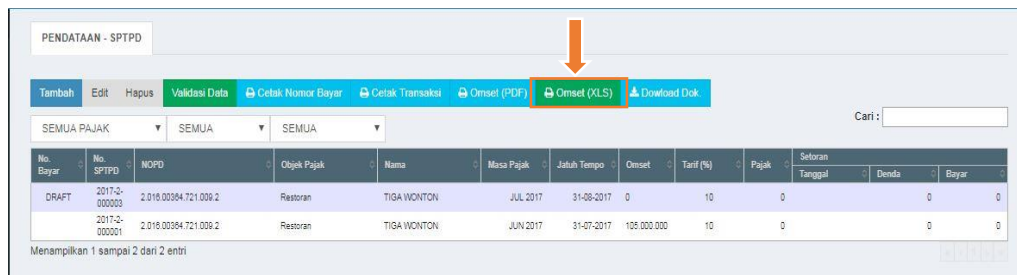 PENDATAAN - SPTPD
Tambah Edit Hapus Validasi Data Cetak Nomor Bayar Cetak Transaksi Omset (PDF) Omset (XLS) Dowload Dok.
Cari :
SEMUA PAJAK SEMUA SEMUA
No. Bayar No. SPTPD NOPD Objek Pajak Nama Masa Pajak Jatuh Tempo Omset Tarif (%) Pajak Setoran
Tanggal Denda Bayar
DRAFT 2017-2-000003 2.016.00364.721.009.2 Restoran TIGA WONTON JUL 2017 31-08-2017 0 10 0 0 0
2017-2-000001 2.016.00364.721.009.2 Restoran TIGA WONTON JUN 2017 31-07-2017 105.000.000 10 0 0 0
Menampilkan 1 sampai 2 dari 2 entri